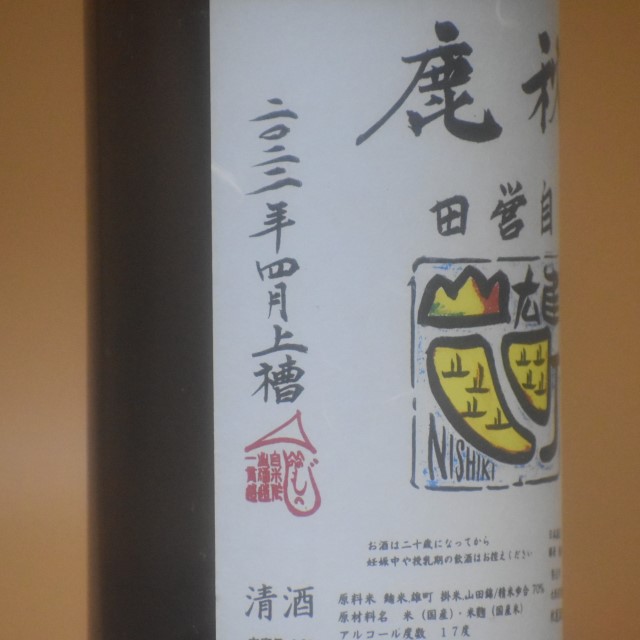 秋鹿
自営田
二〇二二年四月上槽
NISHIKI
お酒は二十歳になってから
妊娠中や授乳期の飲酒はお控えください
清酒
原料米 麹米雄町 掛米山田錦/精米歩合 70%
原材料名 米(国産)・米麹(国産米)
アルコール度数 17度